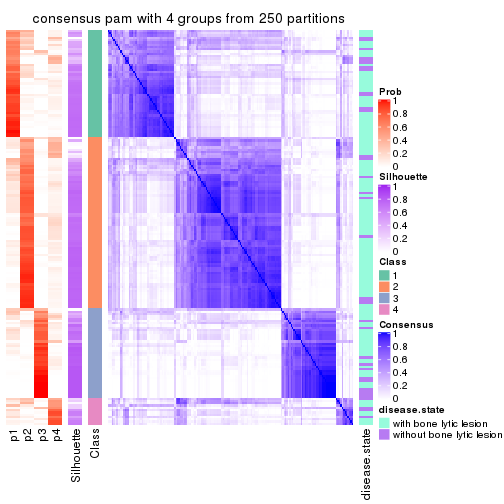 consensus pam with 4 groups from 250 partitions
Prob
1
0.8
0.6
0.4
0.2
0
Silhouette
1
0.8
0.6
0.4
0.2
0
Class
1
2
3
4
Consensus
1
0.8
0.6
0.4
0.2
0
disease.state
with bone lytic lesion
without bone lytic lesion
p1
p2
p3
p4
Silhouette
Class
disease.state